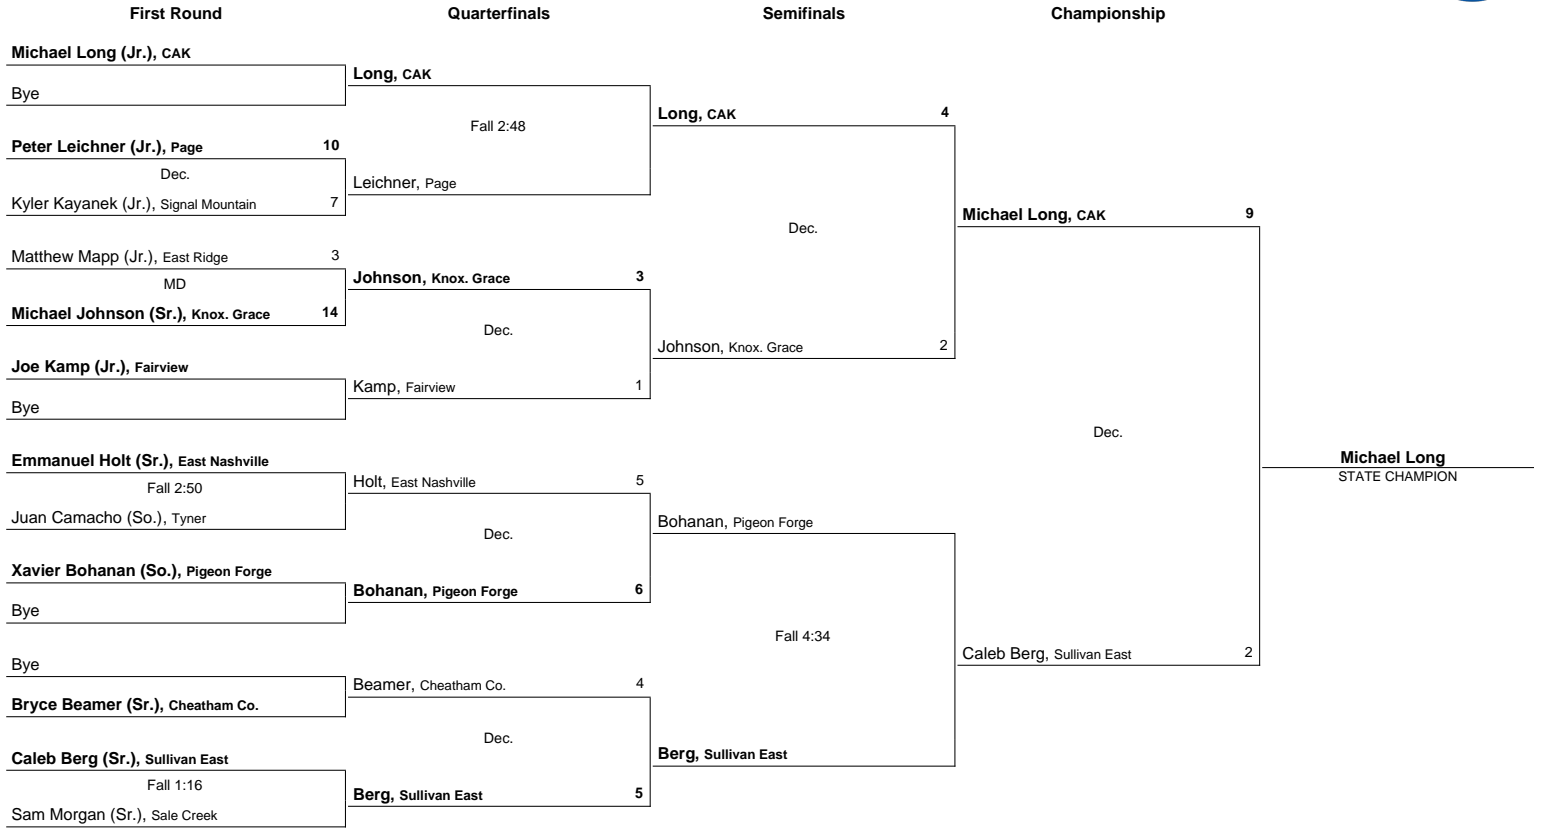 First Round Quarterfinals Semifinals Championship
Michael Long (Jr.), CAK
Bye
Peter Leichner (Jr.), Page 10
Dec.
Kyler Kayanek (Jr.), Signal Mountain 7
Matthew Mapp (Jr.), East Ridge 3
MD
Michael Johnson (Sr.), Knox. Grace 14
Joe Kamp (Jr.), Fairview
Bye
Emmanuel Holt (Sr.), East Nashville
Fall 2:50
Juan Camacho (So.), Tyner
Xavier Bohanan (So.), Pigeon Forge
Bye
Bye
Bryce Beamer (Sr.), Cheatham Co.
Caleb Berg (Sr.), Sullivan East
Fall 1:16
Sam Morgan (Sr.), Sale Creek
Long, CAK
Fall 2:48
Leichner, Page
Johnson, Knox. Grace 3
Dec.
Kamp, Fairview 1
Holt, East Nashville 5
Dec.
Bohanan, Pigeon Forge 6
Beamer, Cheatham Co. 4
Dec.
Berg, Sullivan East 5
Long, CAK 4
Dec.
Johnson, Knox. Grace 2
Bohanan, Pigeon Forge
Fall 4:34
Berg, Sullivan East
Michael Long, CAK 9
Dec.
Caleb Berg, Sullivan East 2
Michael Long
STATE CHAMPION